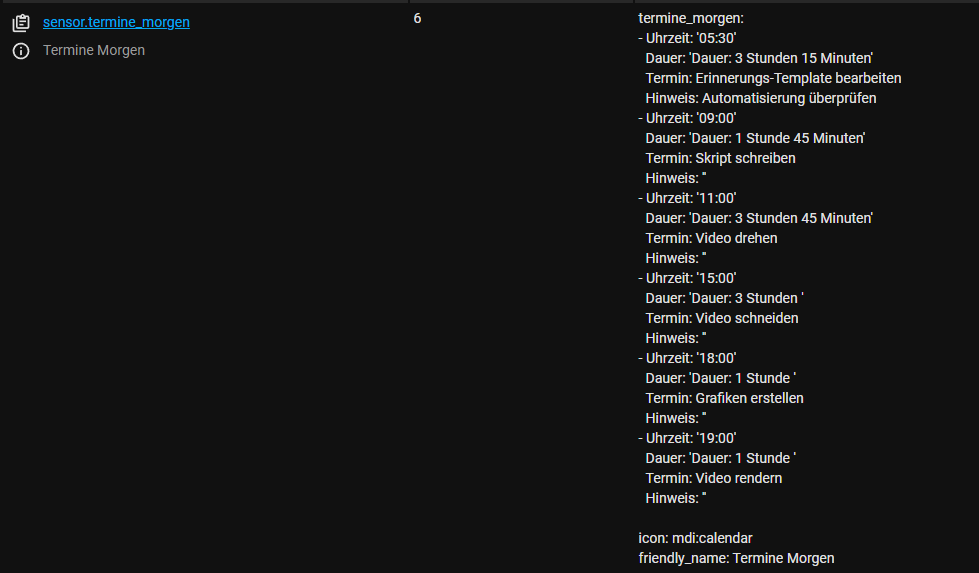 sensor.termine_morgen
Termine Morgen
6
termine_morgen:
- Uhrzeit: '05:30'
Dauer: 'Dauer: 3 Stunden 15 Minuten'
Termin: Erinnerungs-Template bearbeiten
Hinweis: Automatisierung überprüfen
- Uhrzeit: '09:00'
Dauer: 'Dauer: 1 Stunde 45 Minuten'
Termin: Skript schreiben
Hinweis: ''
- Uhrzeit: '11:00'
Dauer: 'Dauer: 3 Stunden 45 Minuten'
Termin: Video drehen
Hinweis: ''
- Uhrzeit: '15:00'
Dauer: 'Dauer: 3 Stunden '
Termin: Video schneiden
Hinweis: ''
- Uhrzeit: '18:00'
Dauer: 'Dauer: 1 Stunde '
Termin: Grafiken erstellen
Hinweis: ''
- Uhrzeit: '19:00'
Dauer: 'Dauer: 1 Stunde '
Termin: Video rendern
Hinweis: ''
icon: mdi:calendar
friendly_name: Termine Morgen